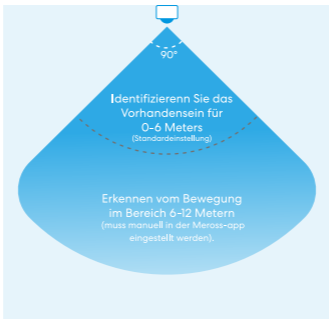 90°
Identifizierenn Sie das
Vorhandensein für
0-6 Meters
(Standardeinstellung)
Erkennen vom Bewegung
im Bereich 6-12 Metern
(muss manuell in der Meross-app
eingestellt werden).